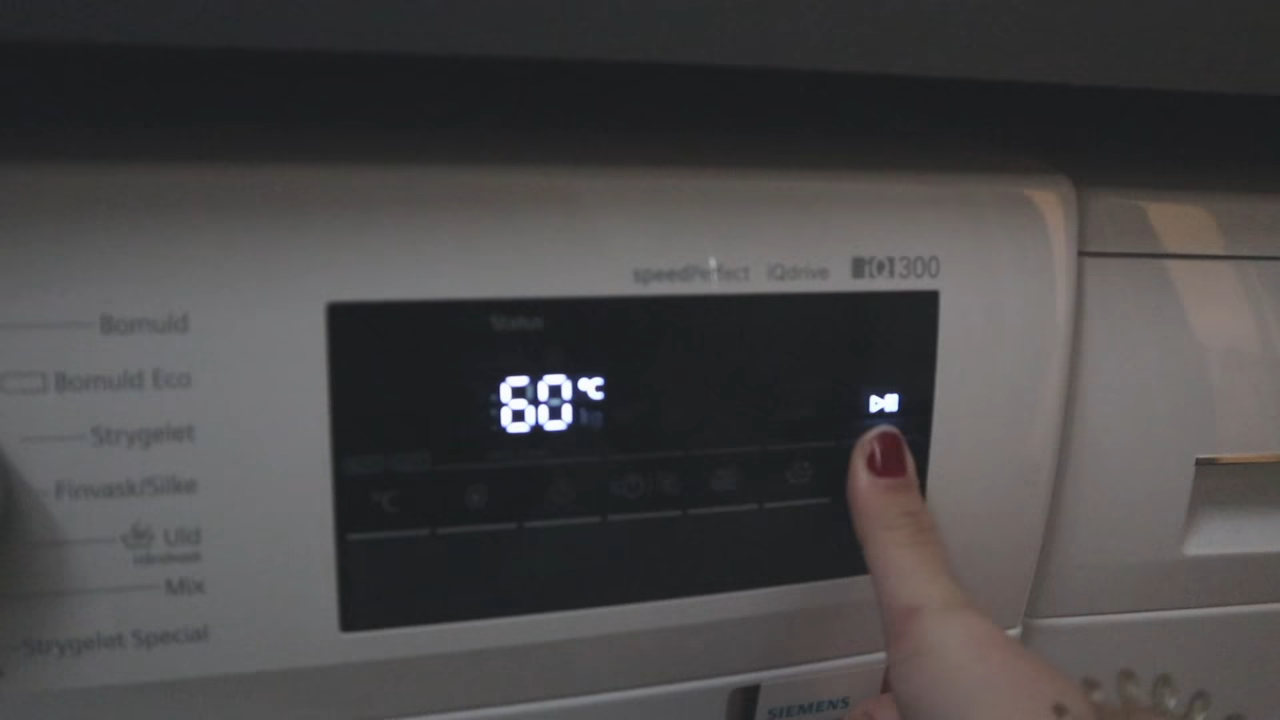 speedPerfect iQdrive iQ300
Status
60°C
°C
Bomuld
Bomuld Eco
Strygelet
Finvask/Silke
Uld
Mix
Strygelet Special
SIEMENS